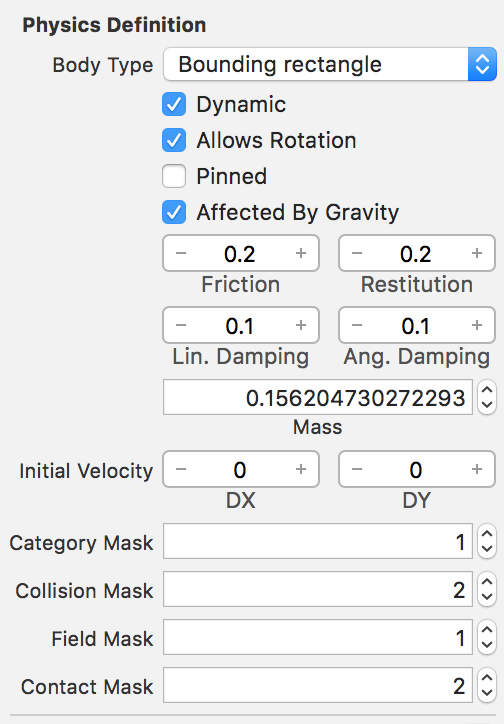 Physics Definition
Body Type Bounding rectangle
Dynamic
Allows Rotation
Pinned
Affected By Gravity
− 0.2 + − 0.2 +
Friction Restitution
− 0.1 + − 0.1 +
Lin. Damping Ang. Damping
0.156204730272293
Mass
Initial Velocity − 0 + − 0 +
DX DY
Category Mask 1
Collision Mask 2
Field Mask 1
Contact Mask 2